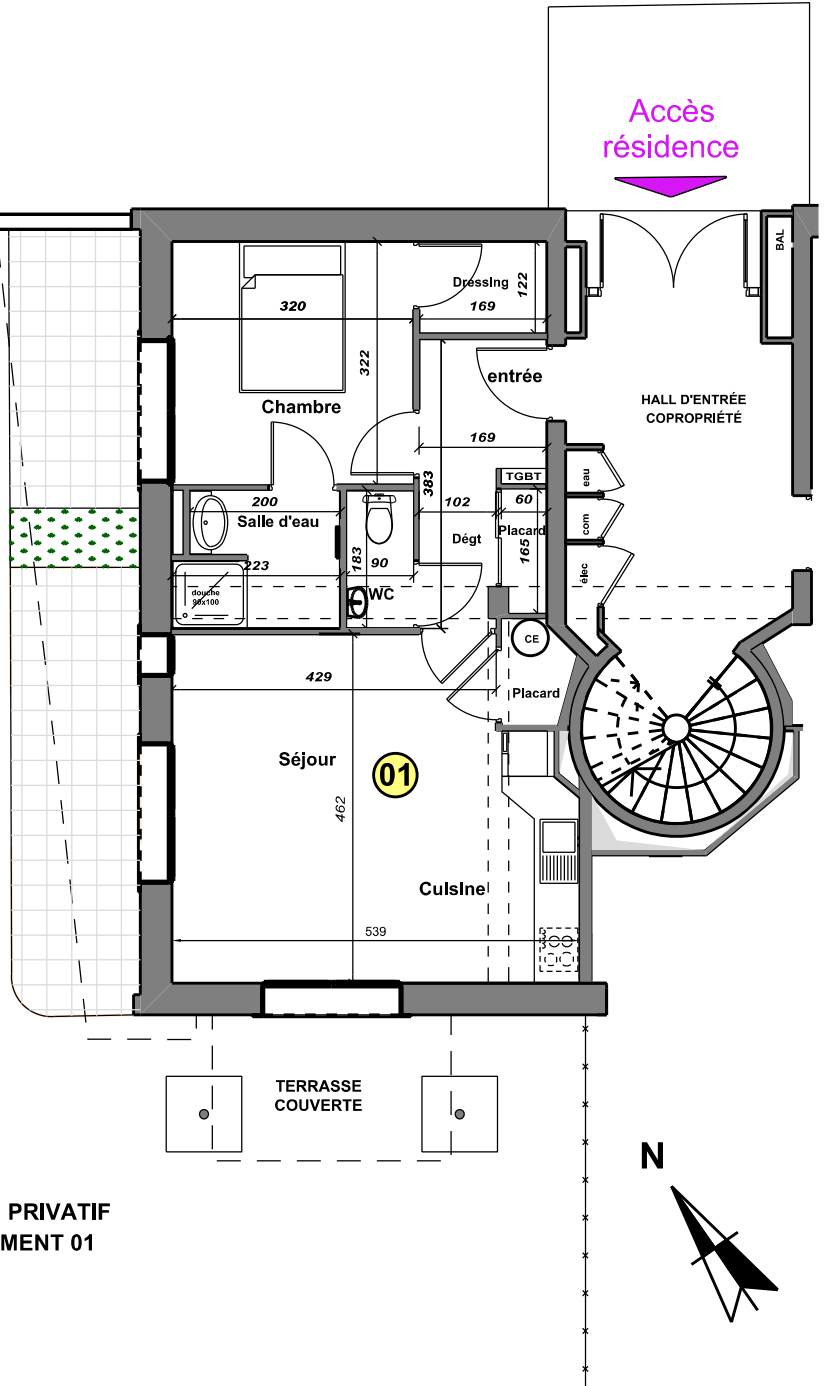 Accès
résidence
BAL
Dressing
122
320
169
322
entrée
HALL D'ENTRÉE
COPROPRIÉTÉ
Chambre
169
383
TGBT
eau
200
102
60
Salle d'eau
Placard
com
Dégt
165
183
90
223
élec
douche
90x100
WC
CE
429
Placard
Séjour
01
462
Cuisine
539
TERRASSE
COUVERTE
N
PRIVATIF
MENT 01